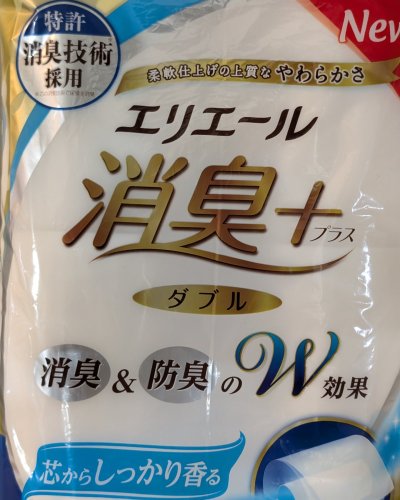 特許
消臭技術
採用
New
柔軟仕上げの上質な やわらかさ
エリエール
消臭+
プラス
ダブル
消臭 & 防臭 の W 効果
芯からしっかり香る